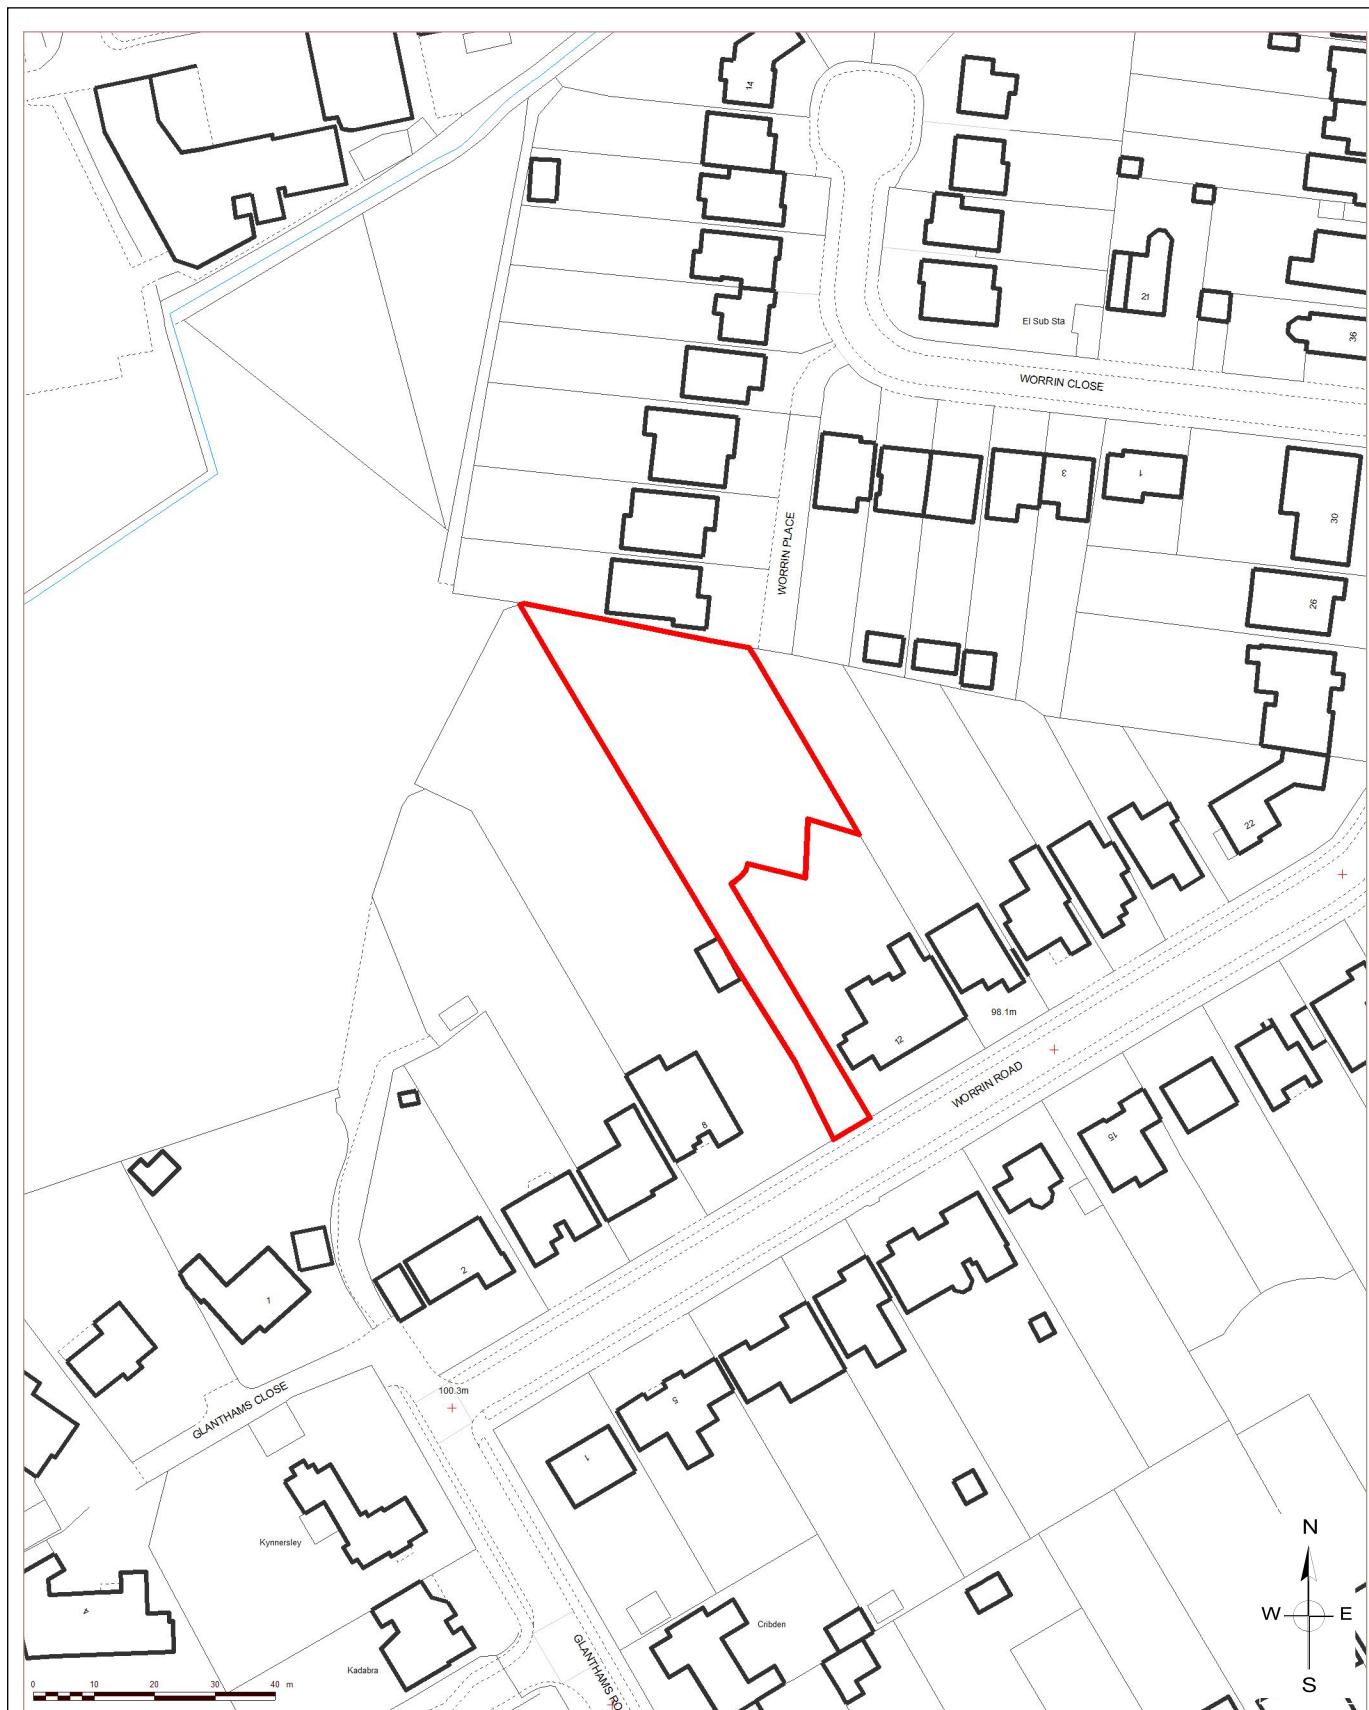 14
21
El Sub Sta
36
WORRIN CLOSE
3
1
30
WORRIN PLACE
26
22
98.1m
12
WORRIN ROAD
8
15
2
1
100.3m
GLANTHAMS CLOSE
5
1
N
Kynnersley
W E
4
Cribden
Kadabra
GLANTHAMS RO
S
0 10 20 30 40 m